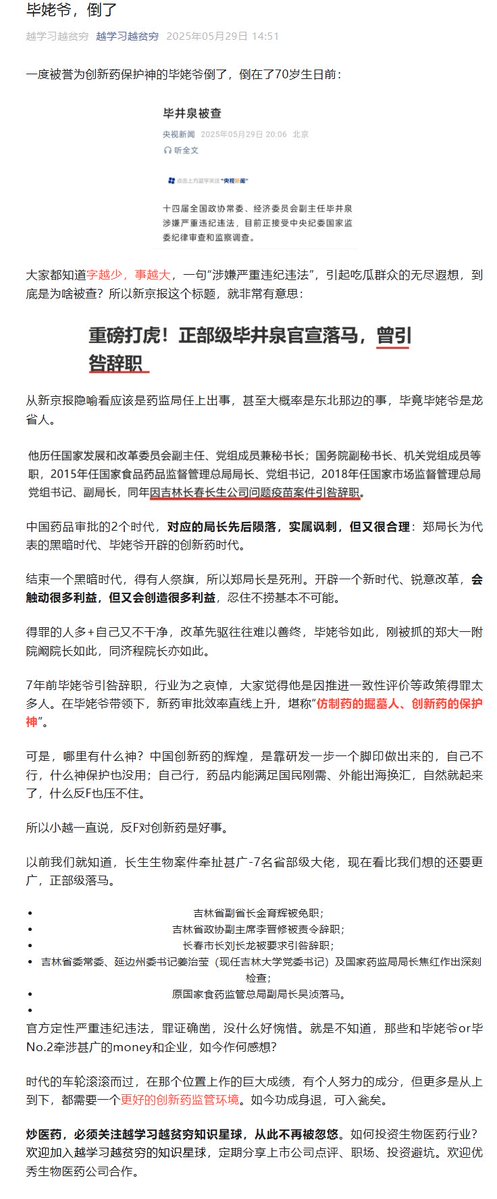 毕姥爷，倒了
越学习越贫穷 越学习越贫穷 2025年05月29日 14:51
一度被誉为创新药保护神的毕姥爷倒了，倒在了70岁生日前：
毕井泉被查
央视新闻 2025年05月29日 20:06 北京
听全文
点击上方蓝字关注“央视新闻”
十四届全国政协常委、经济委员会副主任毕井泉
涉嫌严重违纪违法，目前正接受中央纪委国家监
委纪律审查和监察调查。
大家都知道字越少，事越大，一句“涉嫌严重违纪违法”，引起吃瓜群众的无尽遐想，到
底是为啥被查？所以新京报这个标题，就非常有意思：
重磅打虎！正部级毕井泉官宣落马，曾引
咎辞职
从新京报隐喻看应该是药监局任上出事，甚至大概率是东北那边的事，毕竟毕姥爷是龙
省人。
他历任国家发展和改革委员会副主任、党组成员兼秘书长；国务院副秘书长、机关党组成员等
职，2015年任国家食品药品监督管理总局局长、党组书记，2018年任国家市场监督管理总局
党组书记、副局长，同年因吉林长春长生公司问题疫苗案件引咎辞职。
中国药品审批的2个时代，对应的局长先后陨落，实属讽刺，但又很合理：郑局长为代
表的黑暗时代、毕姥爷开辟的创新药时代。
结束一个黑暗时代，得有人祭旗，所以郑局长是死刑。开辟一个新时代、锐意改革，会
触动很多利益，但又会创造很多利益，忍住不捞基本不可能。
得罪的人多+自己又不干净，改革先驱往往难以善终，毕姥爷如此，刚被抓的郑大一附
院阚院长如此，同济程院长亦如此。
7年前毕姥爷引咎辞职，行业为之哀悼，大家觉得他是因推进一致性评价等政策得罪太
多人。在毕姥爷带领下，新药审批效率直线上升，堪称“仿制药的掘墓人、创新药的保护
神”。
可是，哪里有什么神？中国创新药的辉煌，是靠研发一步一个脚印做出来的，自己不
行，什么神保护也没用；自己行，药品内能满足国民刚需、外能出海换汇，自然就起来
了，什么反F也压不住。
所以小越一直说，反F对创新药是好事。
以前我们就知道，长生生物案件牵扯甚广-7名省部级大佬，现在看比我们想的还要更
广，正部级落马。
• 吉林省副省长金育辉被免职；
• 吉林省政协副主席李晋修被责令辞职；
• 长春市长刘长龙被要求引咎辞职；
• 吉林省委常委、延边州委书记姜治莹（现任吉林大学党委书记）及国家药监局局长焦红作出深刻
检查；
• 原国家食药监管总局副局长吴浈落马。
•
官方定性严重违纪违法，罪证确凿，没什么好惋惜。就是不知道，那些和毕姥爷or毕
No.2牵涉甚广的money和企业，如今作何感想？
时代的车轮滚滚而过，在那个位置上作的巨大成绩，有个人努力的成分，但更多是从上
到下，都需要一个更好的创新药监管环境。如今功成身退，可入瓮矣。
炒医药，必须关注越学习越贫穷知识星球，从此不再被忽悠。如何投资生物医药行业？
欢迎加入越学习越贫穷的知识星球，定期分享上市公司点评、职场、投资避坑。欢迎优
秀生物医药公司合作。